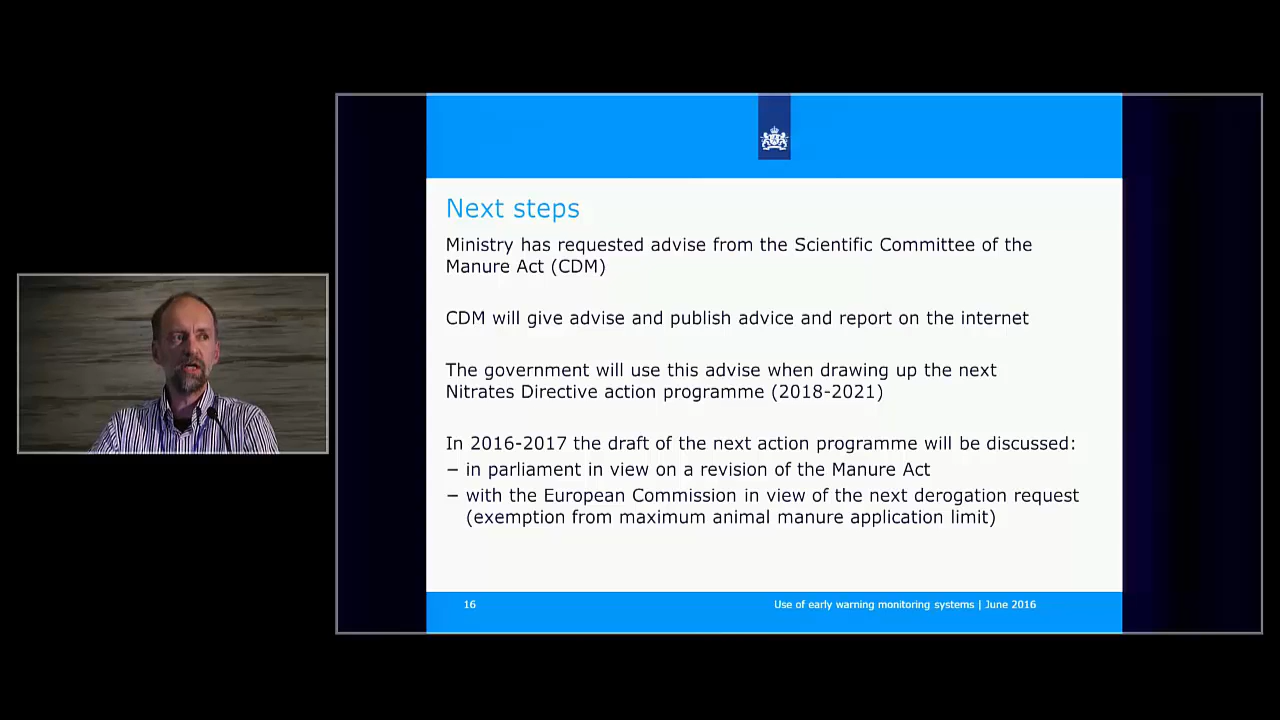 Next steps
Ministry has requested advise from the Scientific Committee of the
Manure Act (CDM)
CDM will give advise and publish advice and report on the internet
The government will use this advise when drawing up the next
Nitrates Directive action programme (2018-2021)
In 2016-2017 the draft of the next action programme will be discussed:
– in parliament in view on a revision of the Manure Act
– with the European Commission in view of the next derogation request
(exemption from maximum animal manure application limit)
16
Use of early warning monitoring systems | June 2016